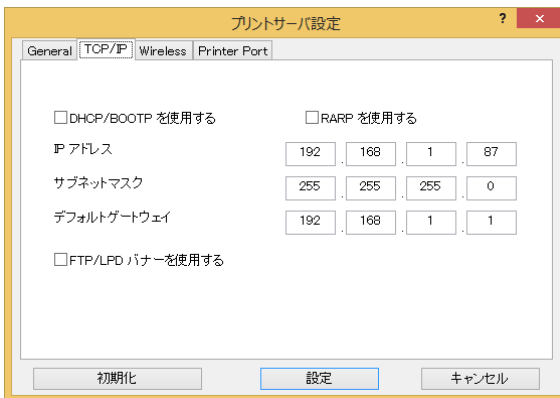 プリントサーバ設定
? ×
General TCP/IP Wireless Printer Port
DHCP/BOOTP を使用する RARP を使用する
IP アドレス 192 . 168 . 1 . 87
サブネットマスク 255 . 255 . 255 . 0
デフォルトゲートウェイ 192 . 168 . 1 . 1
FTP/LPD バナーを使用する
初期化 設定 キャンセル